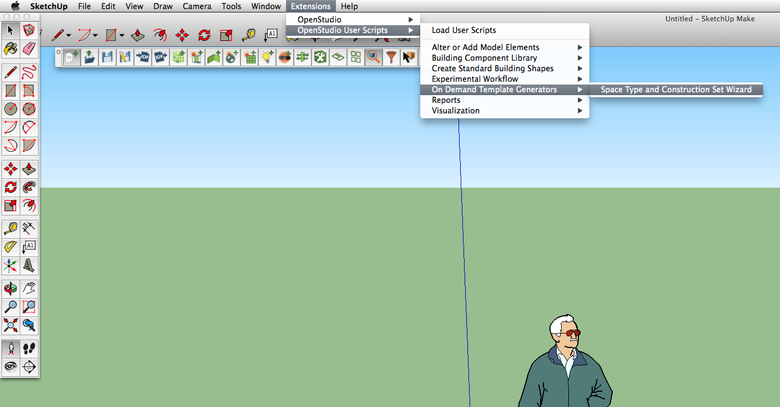 SketchUp File Edit View Draw Camera Tools Window Extensions Help
Untitled – SketchUp Make
OpenStudio
OpenStudio User Scripts
Load User Scripts
Alter or Add Model Elements
Building Component Library
Create Standard Building Shapes
Experimental Workflow
On Demand Template Generators
Reports
Visualization
Space Type and Construction Set Wizard
A1
A1